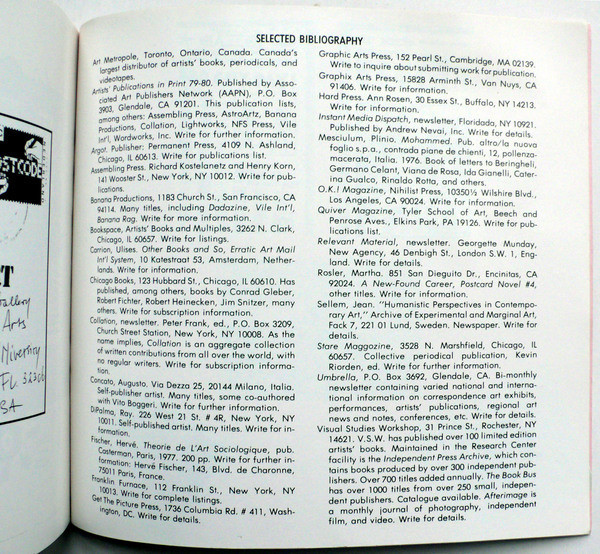 STCODE
RT
allery
Arts
niversity
FL 32306
SA
SELECTED BIBLIOGRAPHY
Art Metropole, Toronto, Ontario, Canada. Canada's
largest distributor of artists' books, periodicals, and
videotapes.
Artists' Publications in Print 79-80. Published by Asso-
ciated Art Publishers Network (AAPN), P.O. Box
3903, Glendale, CA 91201. This publication lists,
among others: Assembling Press, AstroArtz, Banana
Productions, Collation, Lightworks, NFS Press, Vile
Int'l, Wordworks, Inc. Write for further information.
Argot. Publisher: Permanent Press, 4109 N. Ashland,
Chicago, IL 60613. Write for publications list.
Assembling Press. Richard Kostelanetz and Henry Korn,
141 Wooster St., New York, NY 10012. Write for pub-
lications.
Banana Productions, 1183 Church St., San Francisco, CA
94114. Many titles, including Dadazine, Vile Int'l,
Banana Rag. Write for more information.
Bookspace, Artists' Books and Multiples, 3262 N. Clark,
Chicago, IL 60657. Write for listings.
Carrion, Ulises. Other Books and So, Erratic Art Mail
Int'l System, 10 Katestraat 53, Amsterdam, Nether-
lands. Write for information.
Chicago Books, 123 Hubbard St., Chicago, IL 60610. Has
published, among others, books by Conrad Gleber,
Robert Fichter, Robert Heinecken, Jim Snitzer, many
others. Write for subscription information.
Collation, newsletter. Peter Frank, ed., P.O. Box 3209,
Church Street Station, New York, NY 10008. As the
name implies, Collation is an aggregate collection
of written contributions from all over the world, with
no regular writers. Write for subscription informa-
tion.
Concato, Augusto. Via Dezza 25, 20144 Milano, Italia.
Self-publisher artist. Many titles, some co-authored
with Vito Boggeri. Write for further information.
DiPalma, Ray. 226 West 21 St. # 4R, New York, NY
10011. Self-published artist. Many titles. Write for in-
formation.
Fischer, Hervé. Theorie de L'Art Sociologique, pub.
Casterman, Paris, 1977. 200 pp. Write for further in-
formation: Hervé Fischer, 143, Blvd. de Charonne,
75011 Paris, France.
Franklin Furnace, 112 Franklin St., New York, NY
10013. Write for complete listings.
Get The Picture Press, 1736 Columbia Rd. # 411, Wash-
ington, DC. Write for details.
Graphic Arts Press, 152 Pearl St., Cambridge, MA 02139.
Write to inquire about submitting work for publication.
Graphix Arts Press, 15828 Arminth St., Van Nuys, CA
91406. Write for information.
Hard Press. Ann Rosen, 30 Essex St., Buffalo, NY 14213.
Write for information.
Instant Media Dispatch, newsletter, Floridada, NY 10921.
Published by Andrew Nevai, Inc. Write for details.
Mesciulum, Plinio. Mohammed. Pub. altro/la nuova
foglio s.p.a., contrada piane de chienti, 12, pollenza-
macerata, Italia. 1976. Book of letters to Beringheli,
Germano Celant, Viana de Rosa, Ida Gianelli, Cater-
ina Gualco, Rinaldo Rotta, and others.
O.K.! Magazine, Nihilist Press, 10350½ Wilshire Blvd.,
Los Angeles, CA 90024. Write for information.
Quiver Magazine, Tyler School of Art, Beech and
Penrose Aves., Elkins Park, PA 19126. Write for pub-
lications list.
Relevant Material, newsletter. Georgette Munday,
New Agency, 46 Denbigh St., London S.W. 1, Eng-
land. Write for details.
Rosler, Martha. 851 San Dieguito Dr., Encinitas, CA
92024. A New-Found Career, Postcard Novel #4,
other titles. Write for information.
Sellem, Jean. "Humanistic Perspectives in Contempo-
rary Art," Archive of Experimental and Marginal Art,
Fack 7, 221 01 Lund, Sweden. Newspaper. Write for
details.
Stare Maggozine, 3528 N. Marshfield, Chicago, IL
60657. Collective periodical publication, Kevin
Riorden, ed. Write for further information.
Umbrella, P.O. Box 3692, Glendale, CA. Bi-monthly
newsletter containing varied national and interna-
tional information on correspondence art exhibits,
performances, artists' publications, regional art
news and notes, conferences, etc. Write for details.
Visual Studies Workshop, 31 Prince St., Rochester, NY
14621. V.S.W. has published over 100 limited edition
artists' books. Maintained in the Research Center
facility is the Independent Press Archive, which con-
tains books produced by over 300 independent pub-
lishers. Over 700 titles added annually. The Book Bus
has over 1000 titles from over 250 small, indepen-
dent publishers. Catalogue available. Afterimage is
a monthly journal of photography, independent
film, and video. Write for details.